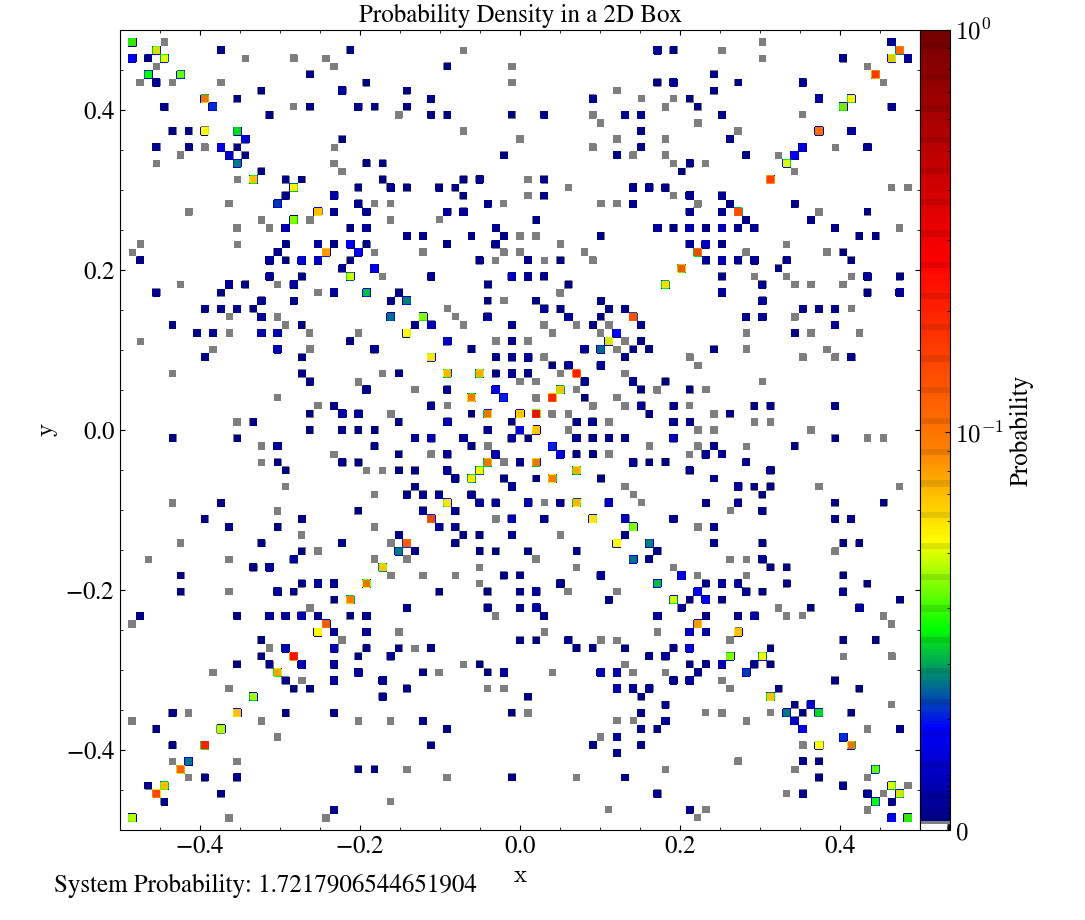 Probability Density in a 2D Box
10^0
0.4
0.2
0.0
−0.2
−0.4
y
10^−1
Probability
0
−0.4 −0.2 0.0 0.2 0.4
x
System Probability: 1.7217906544651904